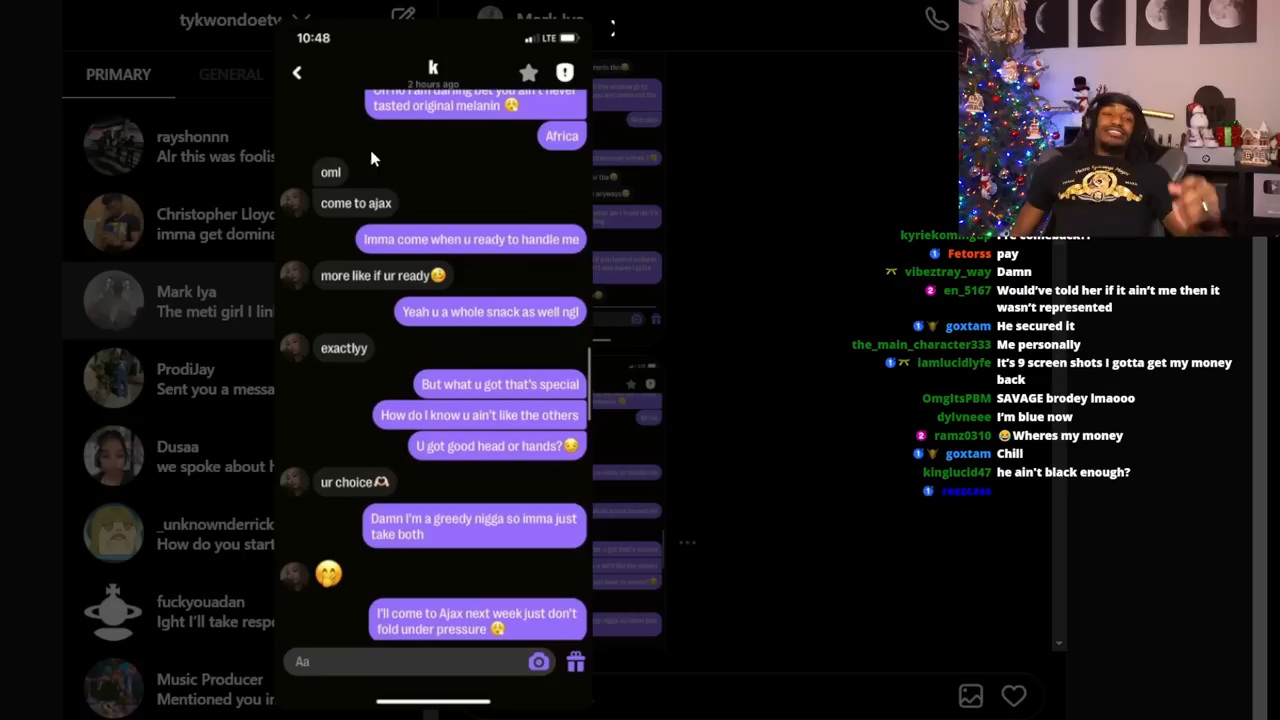 tykwondoetv
Mark Iya
PRIMARY
GENERAL
rayshonnn
Alr this was foolis
Christopher Lloyd
imma get domina
Mark Iya
The meti girl I lin
ProdiJay
Sent you a messa
Dusaa
we spoke about
_unknownderrick
How do you start
fuckyouadan
Ight I'll take respe
Music Producer
Mentioned you in
10:48
LTE
k
2 hours ago
Oh no I am darling bet you ain't never
tasted original melanin 🥱
Africa
oml
come to ajax
Imma come when u ready to handle me
more like if ur ready🥴
Yeah u a whole snack as well ngl
exactlyy
But what u got that's special
How do I know u ain't like the others
U got good head or hands?😏
ur choice🫶🏻
Damn I'm a greedy nigga so imma just
take both
🤭
I'll come to Ajax next week just don't
fold under pressure 🥱
Aa
kyriekomingup I've comeback!!
Fetorss pay
vibeztray_way Damn
en_5167 Would've told her if it ain't me then it
wasn't represented
goxtam He secured it
the_main_character333 Me personally
iamlucidlyfe It's 9 screen shots I gotta get my money
back
OmgItsPBM SAVAGE brodey lmaooo
dylvneee I'm blue now
ramz0310 😂Wheres my money
goxtam Chill
kinglucid47 he ain't black enough?